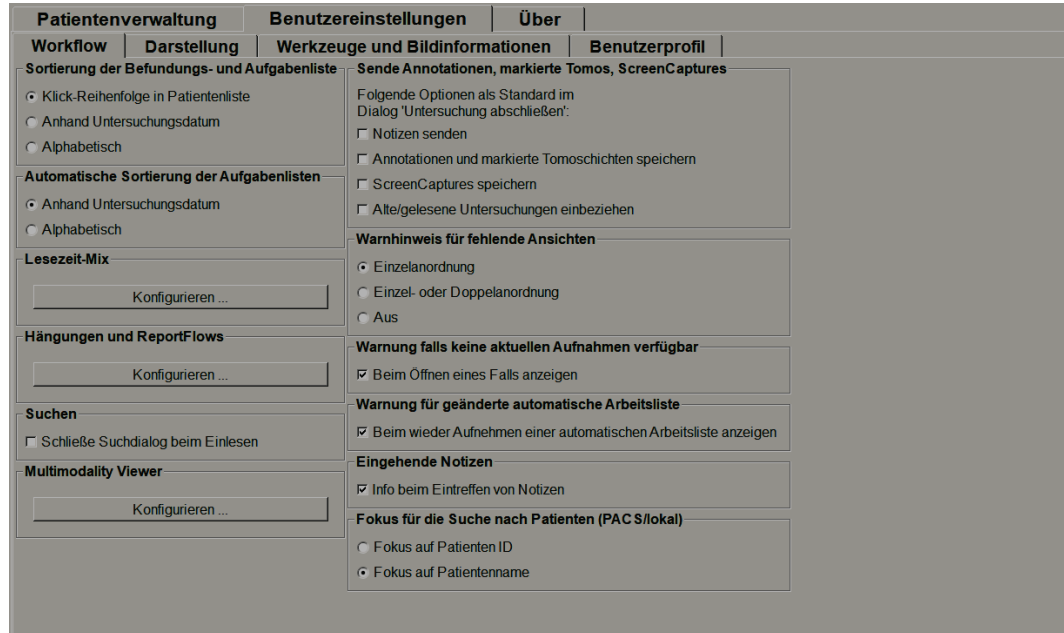 Patientenverwaltung
Benutzereinstellungen
Über
Workflow
Darstellung
Werkzeuge und Bildinformationen
Benutzerprofil
Sortierung der Befundungs- und Aufgabenliste
Klick-Reihenfolge in Patientenliste
Anhand Untersuchungsdatum
Alphabetisch
Automatische Sortierung der Aufgabenlisten
Anhand Untersuchungsdatum
Alphabetisch
Lesezeit-Mix
Konfigurieren ...
Hängungen und ReportFlows
Konfigurieren ...
Suchen
Schließe Suchdialog beim Einlesen
Multimodality Viewer
Konfigurieren ...
Sende Annotationen, markierte Tomos, ScreenCaptures
Folgende Optionen als Standard im
Dialog 'Untersuchung abschließen':
Notizen senden
Annotationen und markierte Tomoschichten speichern
ScreenCaptures speichern
Alte/gelesene Untersuchungen einbeziehen
Warnhinweis für fehlende Ansichten
Einzelanordnung
Einzel- oder Doppelanordnung
Aus
Warnung falls keine aktuellen Aufnahmen verfügbar
Beim Öffnen eines Falls anzeigen
Warnung für geänderte automatische Arbeitsliste
Beim wieder Aufnehmen einer automatischen Arbeitsliste anzeigen
Eingehende Notizen
Info beim Eintreffen von Notizen
Fokus für die Suche nach Patienten (PACS/lokal)
Fokus auf Patienten ID
Fokus auf Patientenname